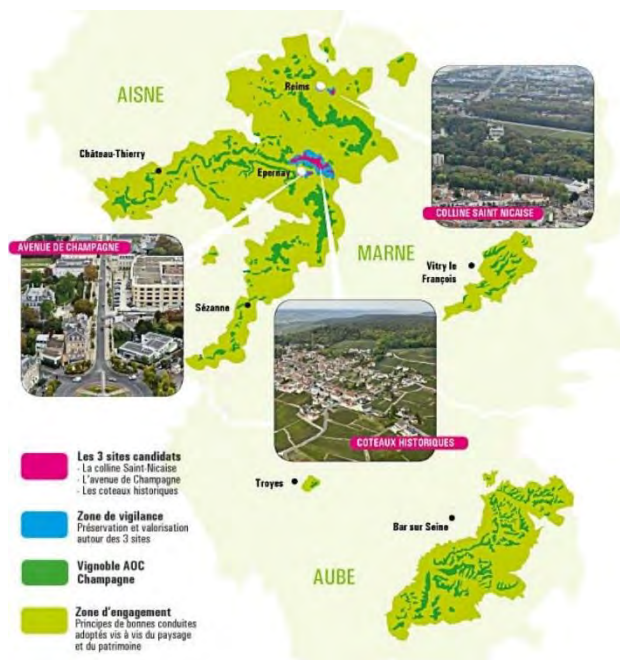 AISNE
Reims
Château-Thierry
Epernay
COLLINE SAINT NICAISE
AVENUE DE CHAMPAGNE
MARNE
Vitry le
François
Sézanne
COTEAUX HISTORIQUES
Les 3 sites candidats
- La colline Saint-Nicaise
- L'avenue de Champagne
- Les coteaux historiques
Troyes
Zone de vigilance
Préservation et valorisation
autour des 3 sites
Bar sur Seine
Vignoble AOC
Champagne
AUBE
Zone d'engagement
Principes de bonnes conduites
adoptés vis à vis du paysage
et du patrimoine